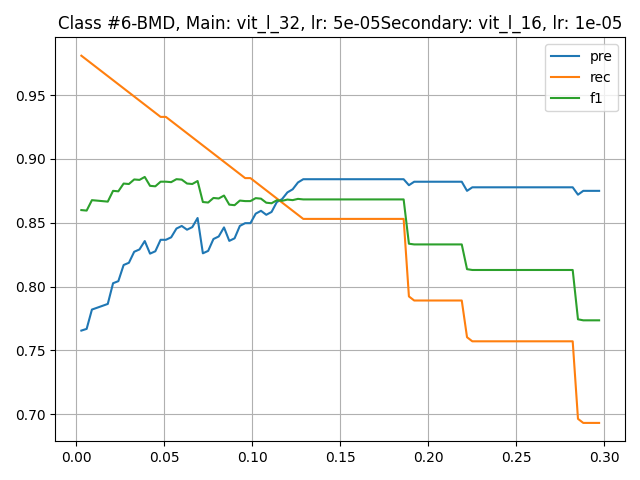 Class #6-BMD, Main: vit_l_32, lr: 5e-05Secondary: vit_l_16, lr: 1e-05
pre
rec
f1
0.95
0.90
0.85
0.80
0.75
0.70
0.00 0.05 0.10 0.15 0.20 0.25 0.30